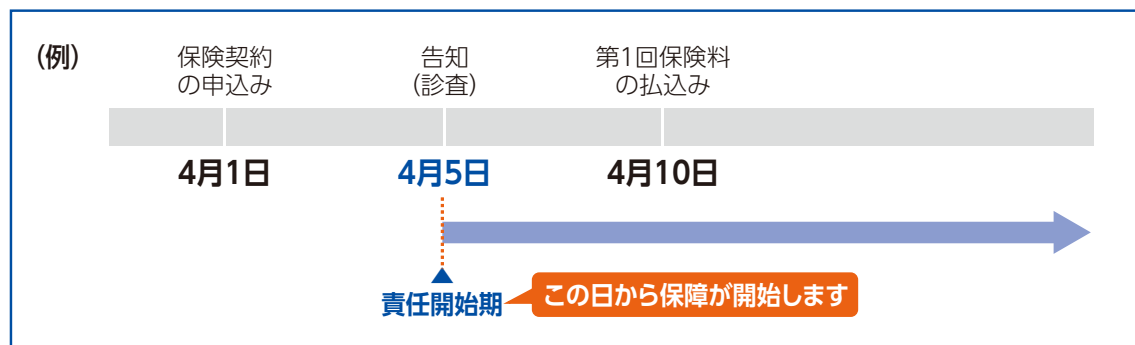 (例)
保険契約
の申込み
告知
(診査)
第1回保険料
の払込み
4月1日
4月5日
4月10日
責任開始期
この日から保障が開始します